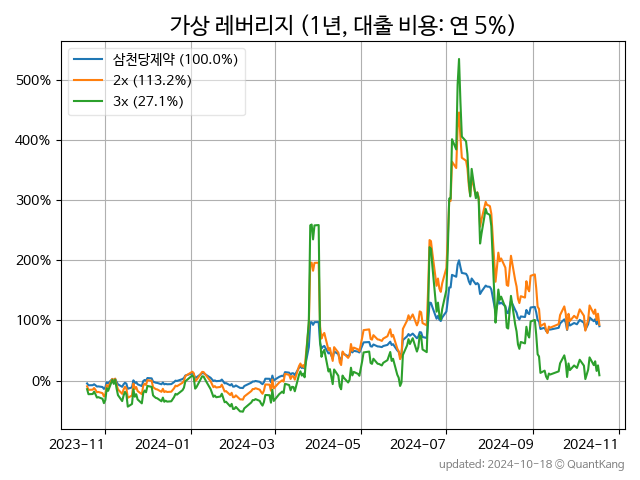 가상 레버리지 (1년, 대출 비용: 연 5%)
삼천당제약 (100.0%)
2x (113.2%)
3x (27.1%)
500%
400%
300%
200%
100%
0%
2023-11 2024-01 2024-03 2024-05 2024-07 2024-09 2024-11
updated: 2024-10-18 © QuantKang